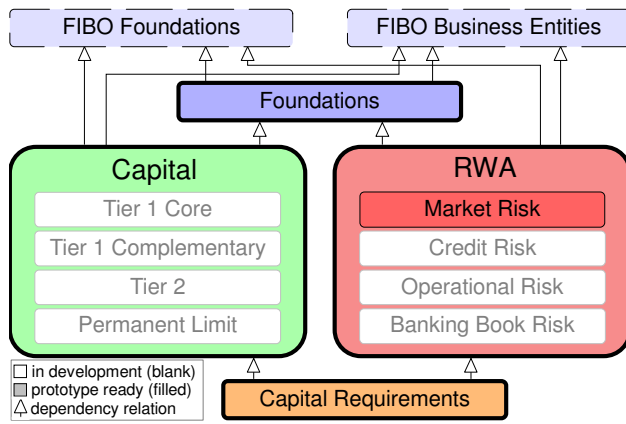 FIBO Foundations
FIBO Business Entities
Foundations
Capital
Tier 1 Core
Tier 1 Complementary
Tier 2
Permanent Limit
RWA
Market Risk
Credit Risk
Operational Risk
Banking Book Risk
in development (blank)
prototype ready (filled)
dependency relation
Capital Requirements